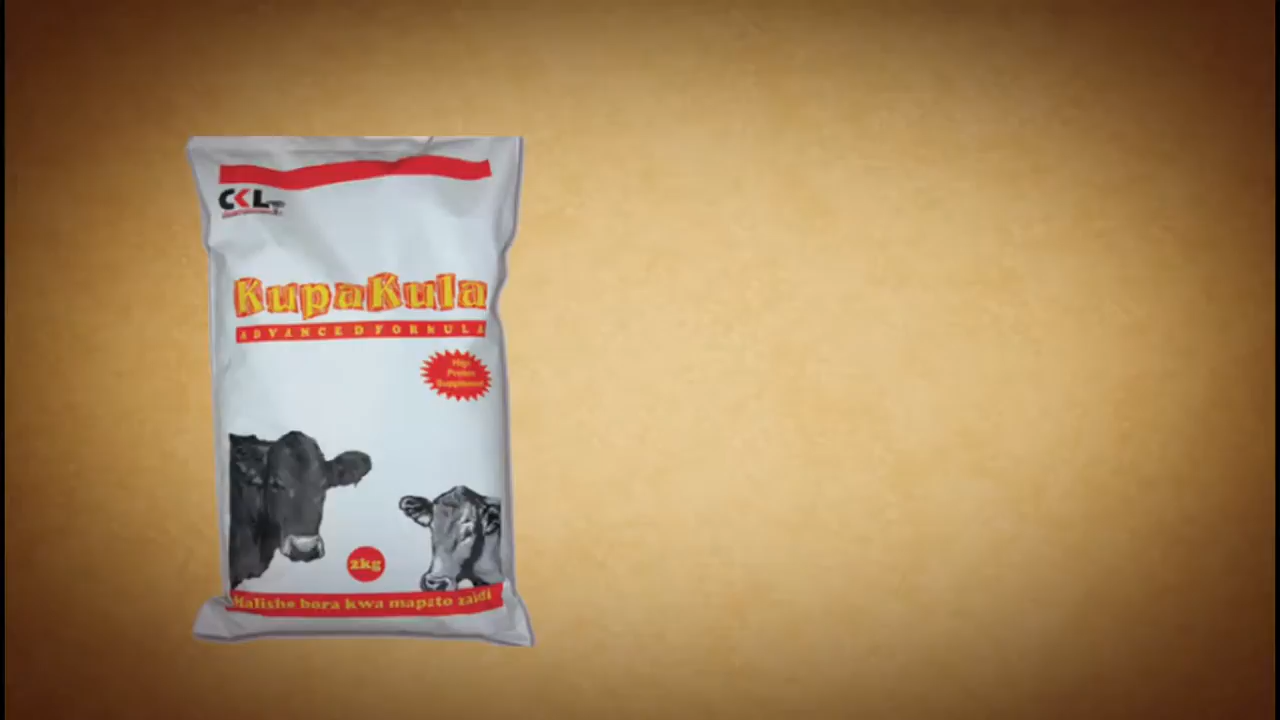 CKL
KupaKula
ADVANCED FORMULA
High
Protein
Supplement
2kg
Malisho bora kwa mapato zaidi